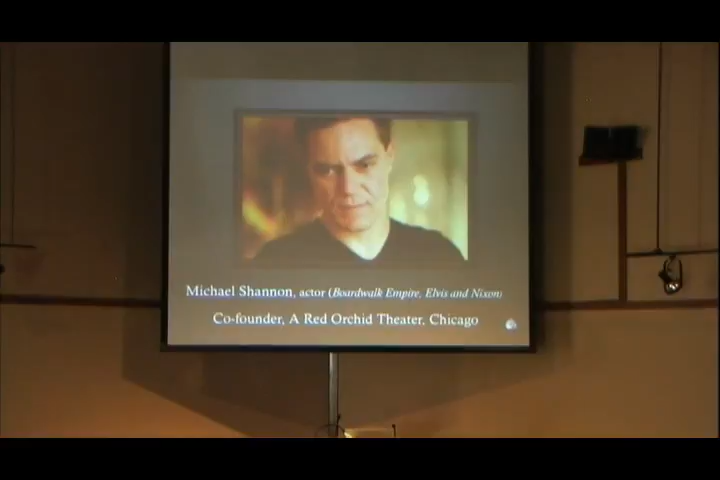 Michael Shannon, actor (Boardwalk Empire, Elvis and Nixon)
Co-founder, A Red Orchid Theater, Chicago